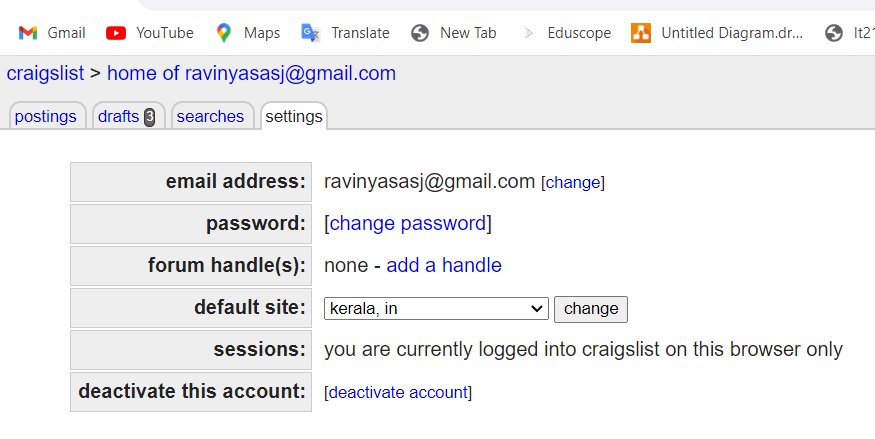 Gmail YouTube Maps Translate New Tab Eduscope Untitled Diagram.dr... It21
craigslist > home of ravinyasasj@gmail.com
postings drafts 3 searches settings
email address: ravinyasasj@gmail.com [change]
password: [change password]
forum handle(s): none - add a handle
default site: kerala, in change
sessions: you are currently logged into craigslist on this browser only
deactivate this account: [deactivate account]